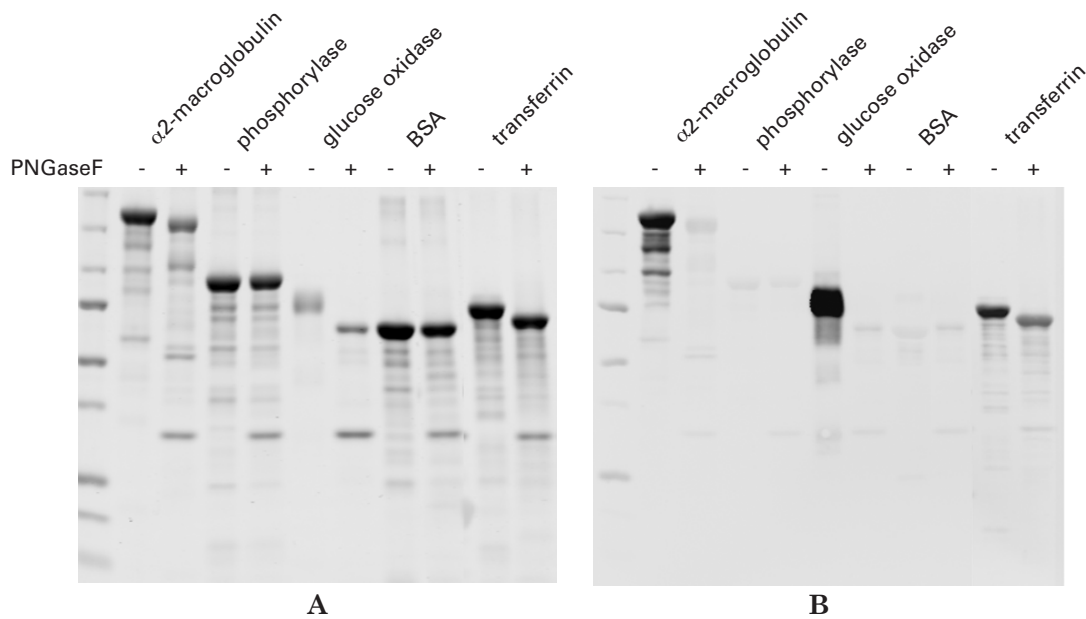 α2-macroglobulin phosphorylase glucose oxidase BSA transferrin
α2-macroglobulin phosphorylase glucose oxidase BSA transferrin
PNGaseF - + - + - + - + - +
- + - + - + - + - +
A
B